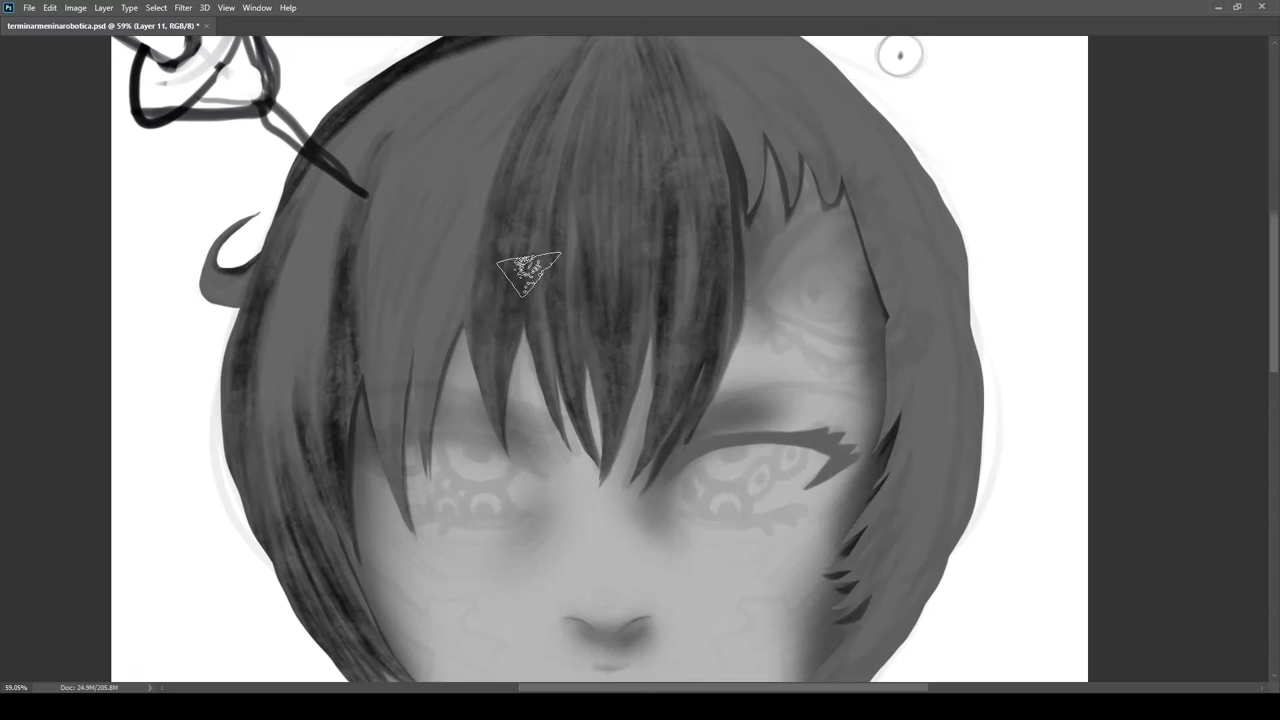 Ps File Edit Image Layer Type Select Filter 3D View Window Help
terminarmeninarobotica.psd @ 59% (Layer 11, RGB/8) *
59.05% Doc: 24.9M/205.8M